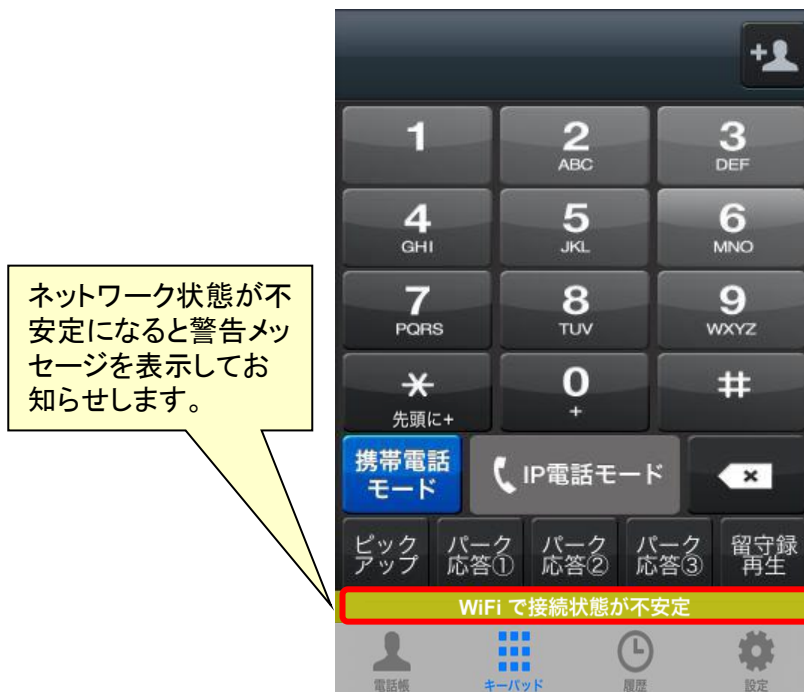 1
2
ABC
3
DEF
4
GHI
5
JKL
6
MNO
7
PQRS
8
TUV
9
WXYZ
*
先頭に+
0
+
#
ネットワーク状態が不
安定になると警告メッ
セージを表示してお
知らせします。
携帯電話
モード
IP電話モード
ピック
アップ
パーク
応答①
パーク
応答②
パーク
応答③
留守録
再生
WiFi で接続状態が不安定
電話帳
キーパッド
履歴
設定